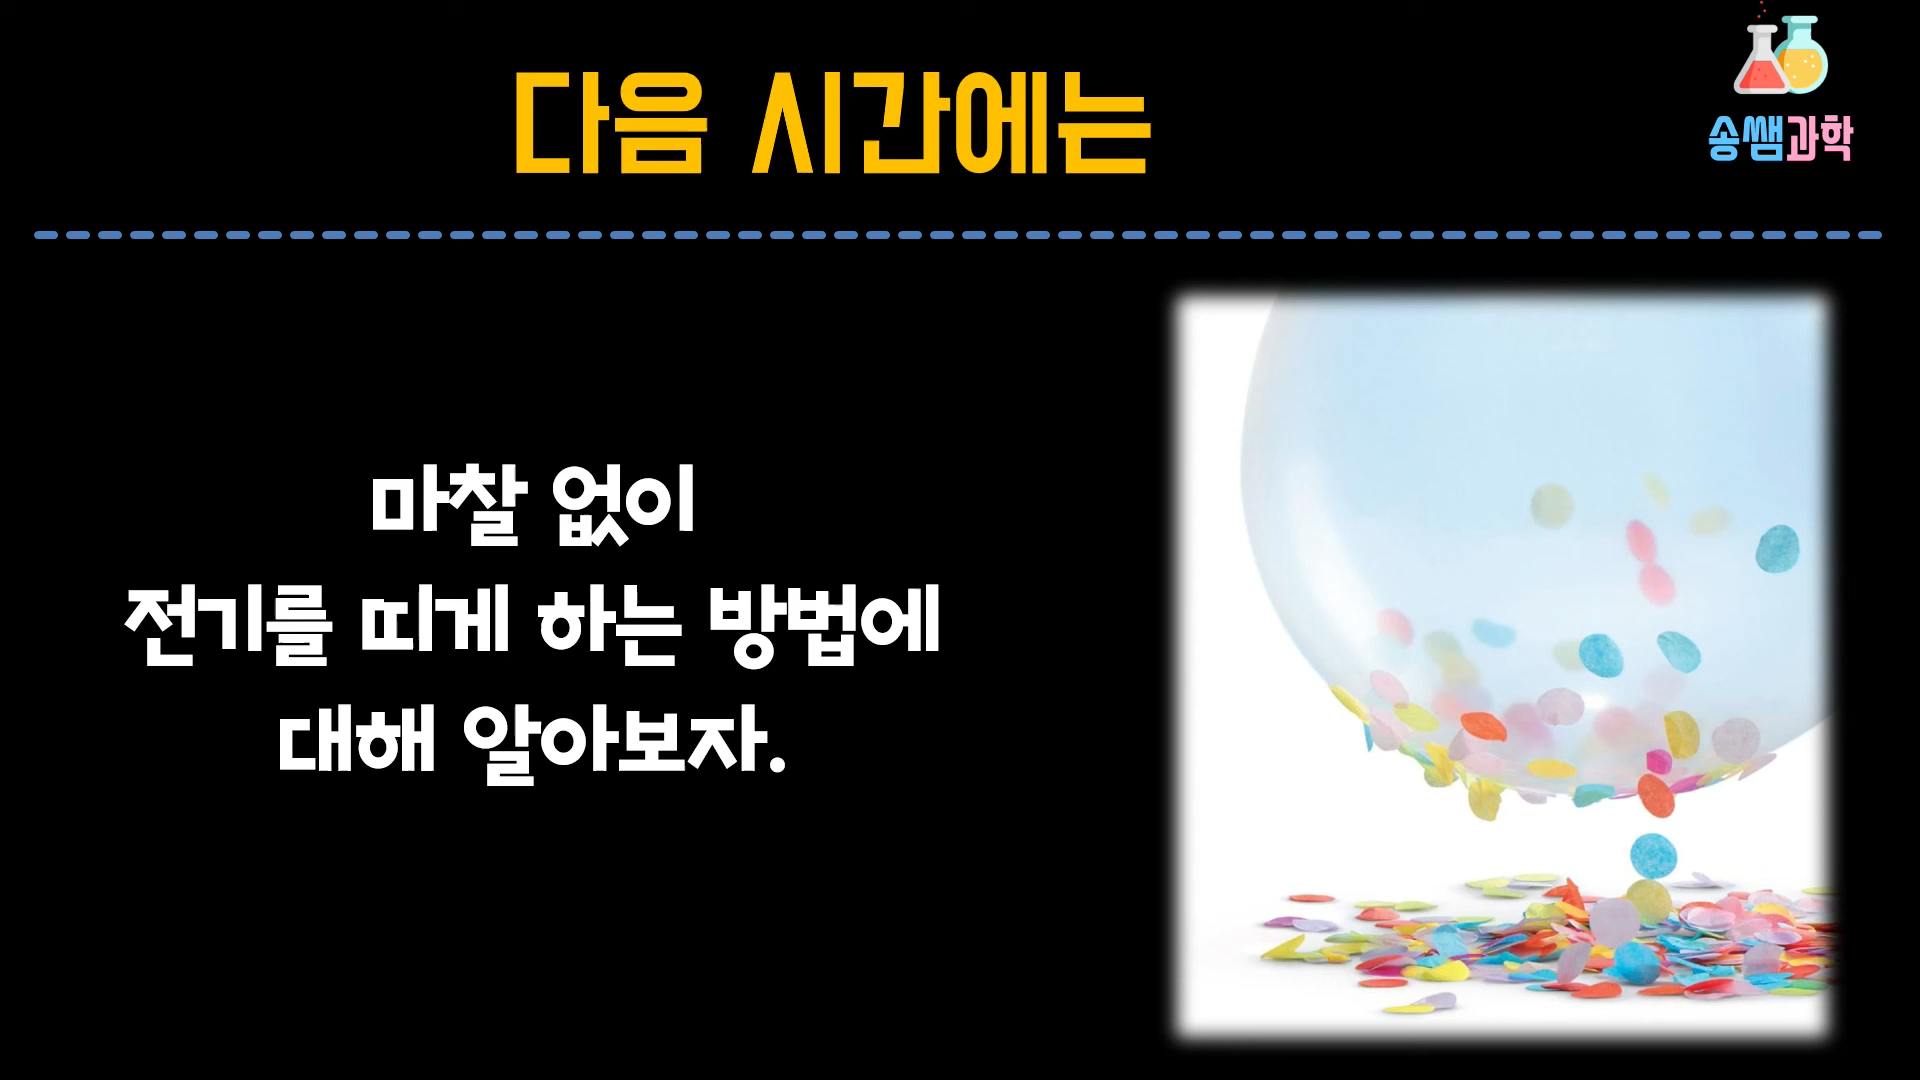 다음 시간에는
송쌤과학
마찰 없이
전기를 띠게 하는 방법에
대해 알아보자.